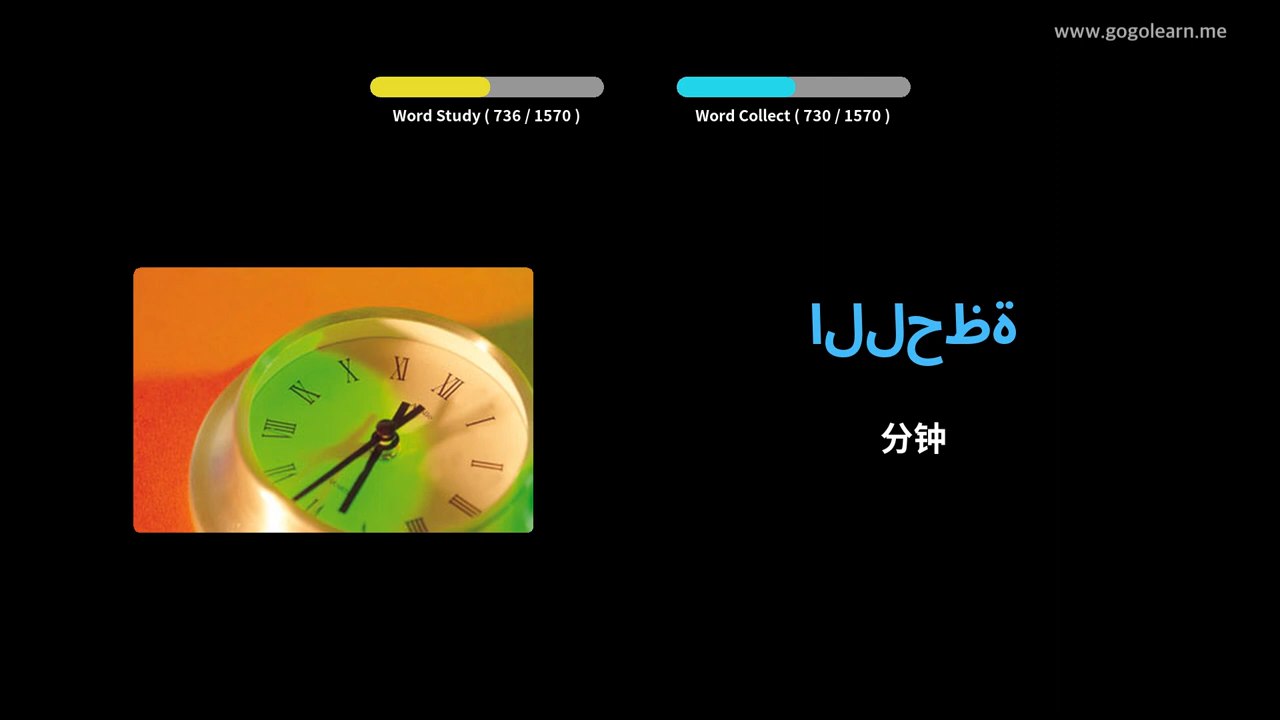 www.gogolearn.me
Word Study ( 736 / 1570 )
Word Collect ( 730 / 1570 )
اللحظة
分钟